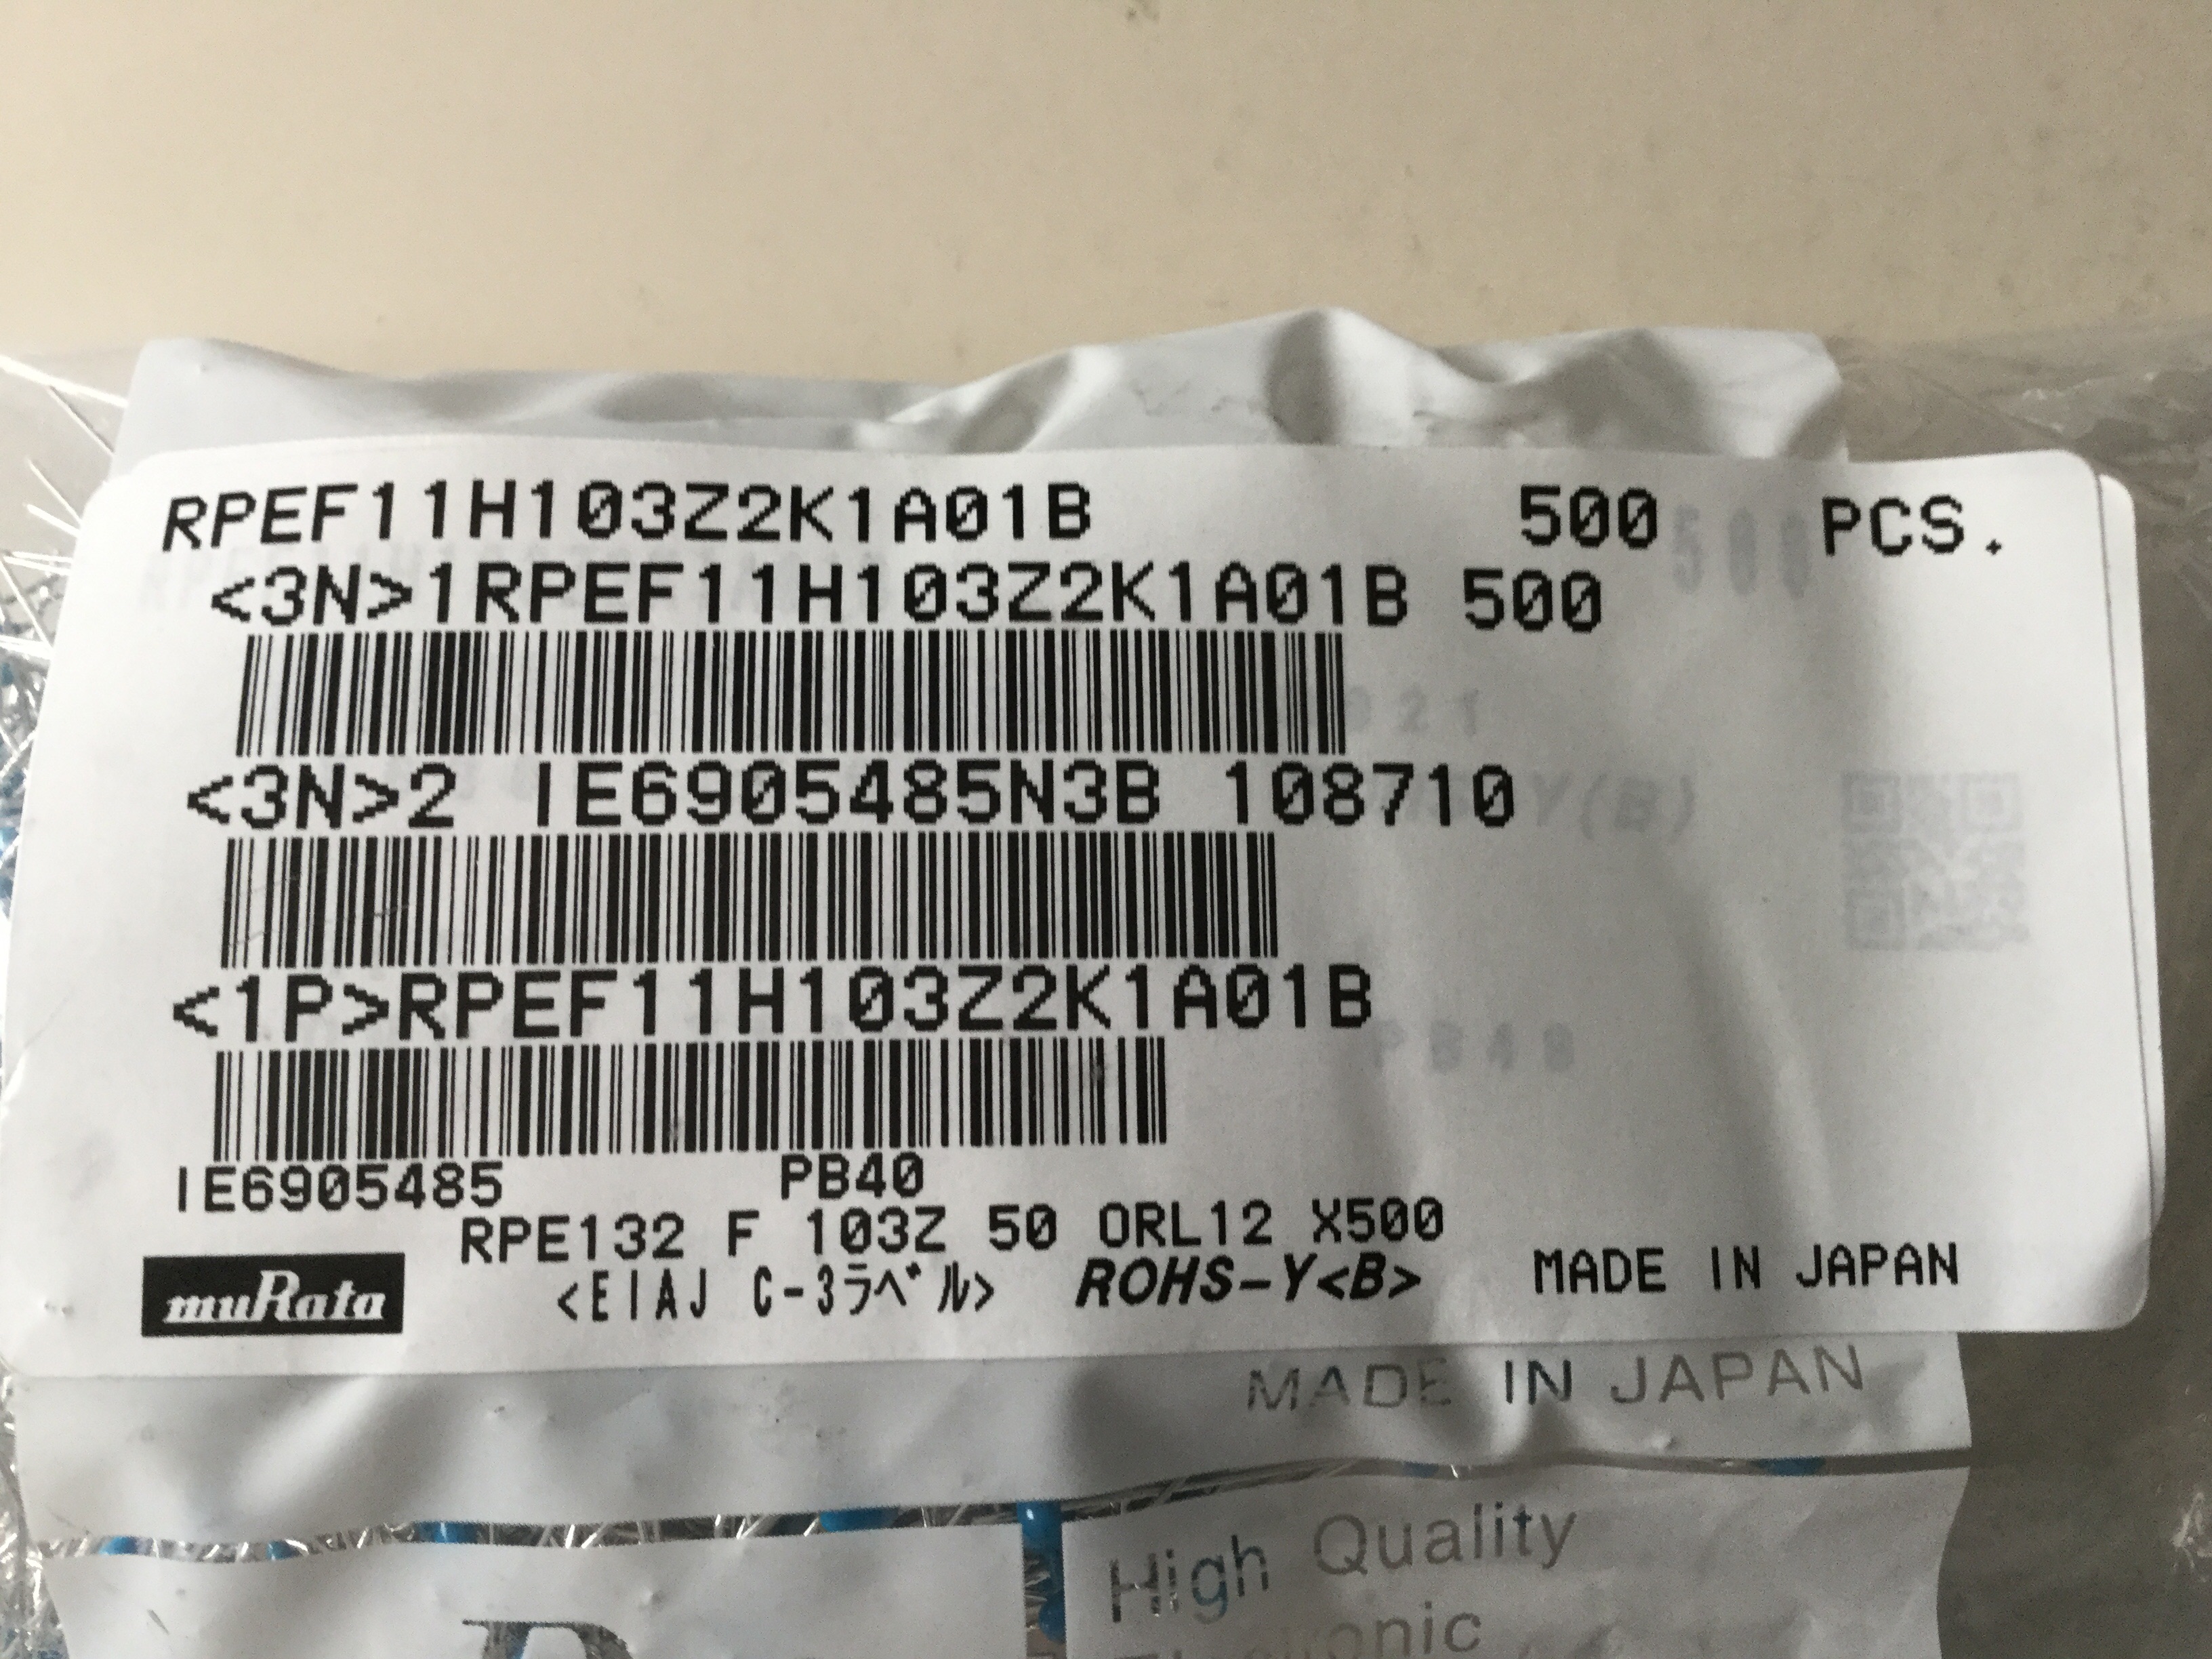 RPEF11H103Z2K1A01B 500 PCS.
<3N>1RPEF11H103Z2K1A01B 500
<3N>2 IE6905485N3B 108710
<1P>RPEF11H103Z2K1A01B
IE6905485 PB40
RPE132 F 103Z 50 ORL12 X500
muRata <EIAJ C-3ラベル> ROHS-Y<B> MADE IN JAPAN
MADE IN JAPAN
High Quality